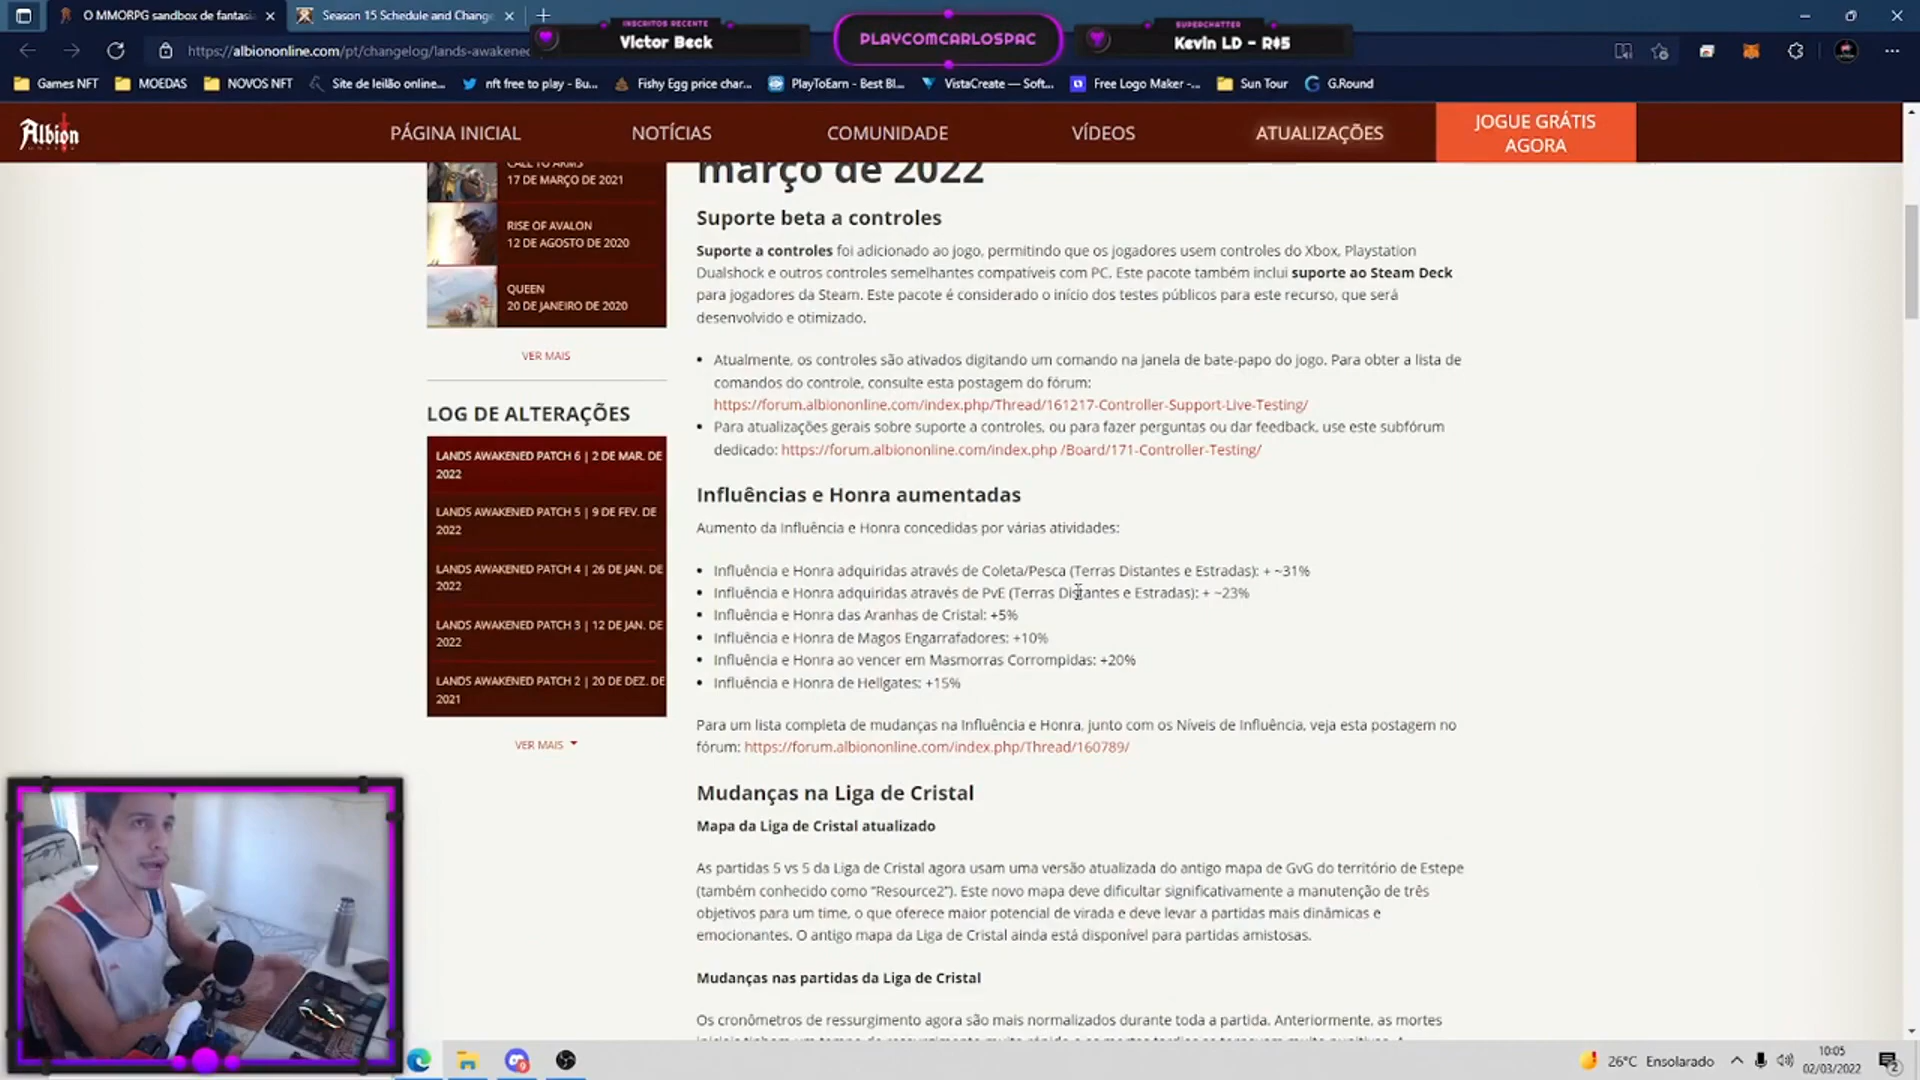 O MMORPG sandbox de fantasia
Season 15 Schedule and Change
https://albiononline.com/pt/changelog/lands-awakened
INSCRITOS RECENTE
Victor Beck
PLAYCOMCARLOSPAC
SUPERCHATTER
Kevin LD - R$5
Games NFT
MOEDAS
NOVOS NFT
Site de leilão online...
nft free to play - Bu...
Fishy Egg price char...
PlayToEarn - Best Bl...
VistaCreate — Soft...
Free Logo Maker -...
Sun Tour
G.Round
Albion
PÁGINA INICIAL
NOTÍCIAS
COMUNIDADE
VÍDEOS
ATUALIZAÇÕES
JOGUE GRÁTIS
AGORA
CALL TO ARMS
17 DE MARÇO DE 2021
RISE OF AVALON
12 DE AGOSTO DE 2020
QUEEN
20 DE JANEIRO DE 2020
VER MAIS
LOG DE ALTERAÇÕES
LANDS AWAKENED PATCH 6 | 2 DE MAR. DE
2022
LANDS AWAKENED PATCH 5 | 9 DE FEV. DE
2022
LANDS AWAKENED PATCH 4 | 26 DE JAN. DE
2022
LANDS AWAKENED PATCH 3 | 12 DE JAN. DE
2022
LANDS AWAKENED PATCH 2 | 20 DE DEZ. DE
2021
VER MAIS
março de 2022
Suporte beta a controles
Suporte a controles foi adicionado ao jogo, permitindo que os jogadores usem controles do Xbox, Playstation
Dualshock e outros controles semelhantes compatíveis com PC. Este pacote também inclui suporte ao Steam Deck
para jogadores da Steam. Este pacote é considerado o início dos testes públicos para este recurso, que será
desenvolvido e otimizado.
• Atualmente, os controles são ativados digitando um comando na janela de bate-papo do jogo. Para obter a lista de
comandos do controle, consulte esta postagem do fórum:
https://forum.albiononline.com/index.php/Thread/161217-Controller-Support-Live-Testing/
• Para atualizações gerais sobre suporte a controles, ou para fazer perguntas ou dar feedback, use este subfórum
dedicado: https://forum.albiononline.com/index.php /Board/171-Controller-Testing/
Influências e Honra aumentadas
Aumento da Influência e Honra concedidas por várias atividades:
• Influência e Honra adquiridas através de Coleta/Pesca (Terras Distantes e Estradas): + ~31%
• Influência e Honra adquiridas através de PvE (Terras Distantes e Estradas): + ~23%
• Influência e Honra das Aranhas de Cristal: +5%
• Influência e Honra de Magos Engarrafadores: +10%
• Influência e Honra ao vencer em Masmorras Corrompidas: +20%
• Influência e Honra de Hellgates: +15%
Para um lista completa de mudanças na Influência e Honra, junto com os Níveis de Influência, veja esta postagem no
fórum: https://forum.albiononline.com/index.php/Thread/160789/
Mudanças na Liga de Cristal
Mapa da Liga de Cristal atualizado
As partidas 5 vs 5 da Liga de Cristal agora usam uma versão atualizada do antigo mapa de GvG do território de Estepe
(também conhecido como “Resource2”). Este novo mapa deve dificultar significativamente a manutenção de três
objetivos para um time, o que oferece maior potencial de virada e deve levar a partidas mais dinâmicas e
emocionantes. O antigo mapa da Liga de Cristal ainda está disponível para partidas amistosas.
Mudanças nas partidas da Liga de Cristal
Os cronômetros de ressurgimento agora são mais normalizados durante toda a partida. Anteriormente, as mortes
26°C Ensolarado
10:05
02/03/2022
2